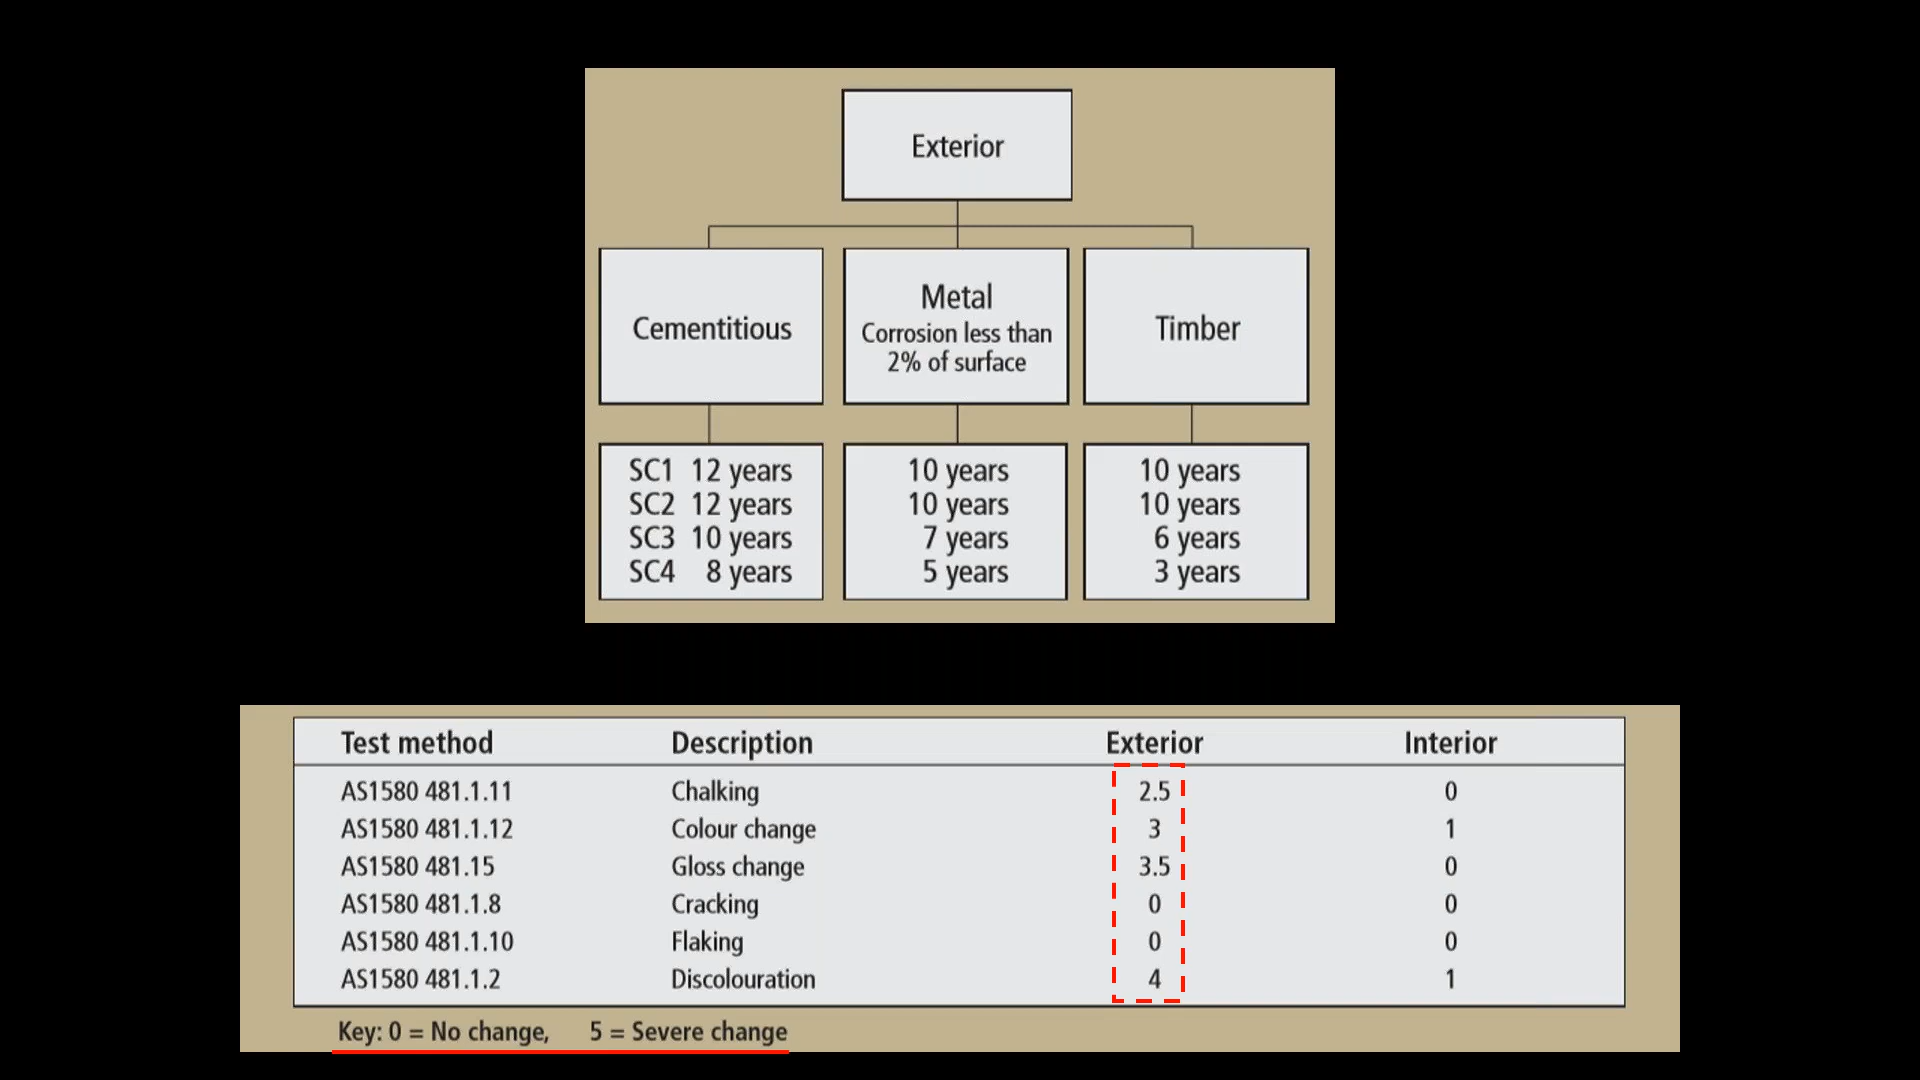 Exterior
Cementitious
Metal
Corrosion less than
2% of surface
Timber
SC1 12 years
SC2 12 years
SC3 10 years
SC4 8 years
10 years
10 years
7 years
5 years
10 years
10 years
6 years
3 years
Test method Description Exterior Interior
AS1580 481.1.11 Chalking 2.5 0
AS1580 481.1.12 Colour change 3 1
AS1580 481.15 Gloss change 3.5 0
AS1580 481.1.8 Cracking 0 0
AS1580 481.1.10 Flaking 0 0
AS1580 481.1.2 Discolouration 4 1
Key: 0 = No change, 5 = Severe change